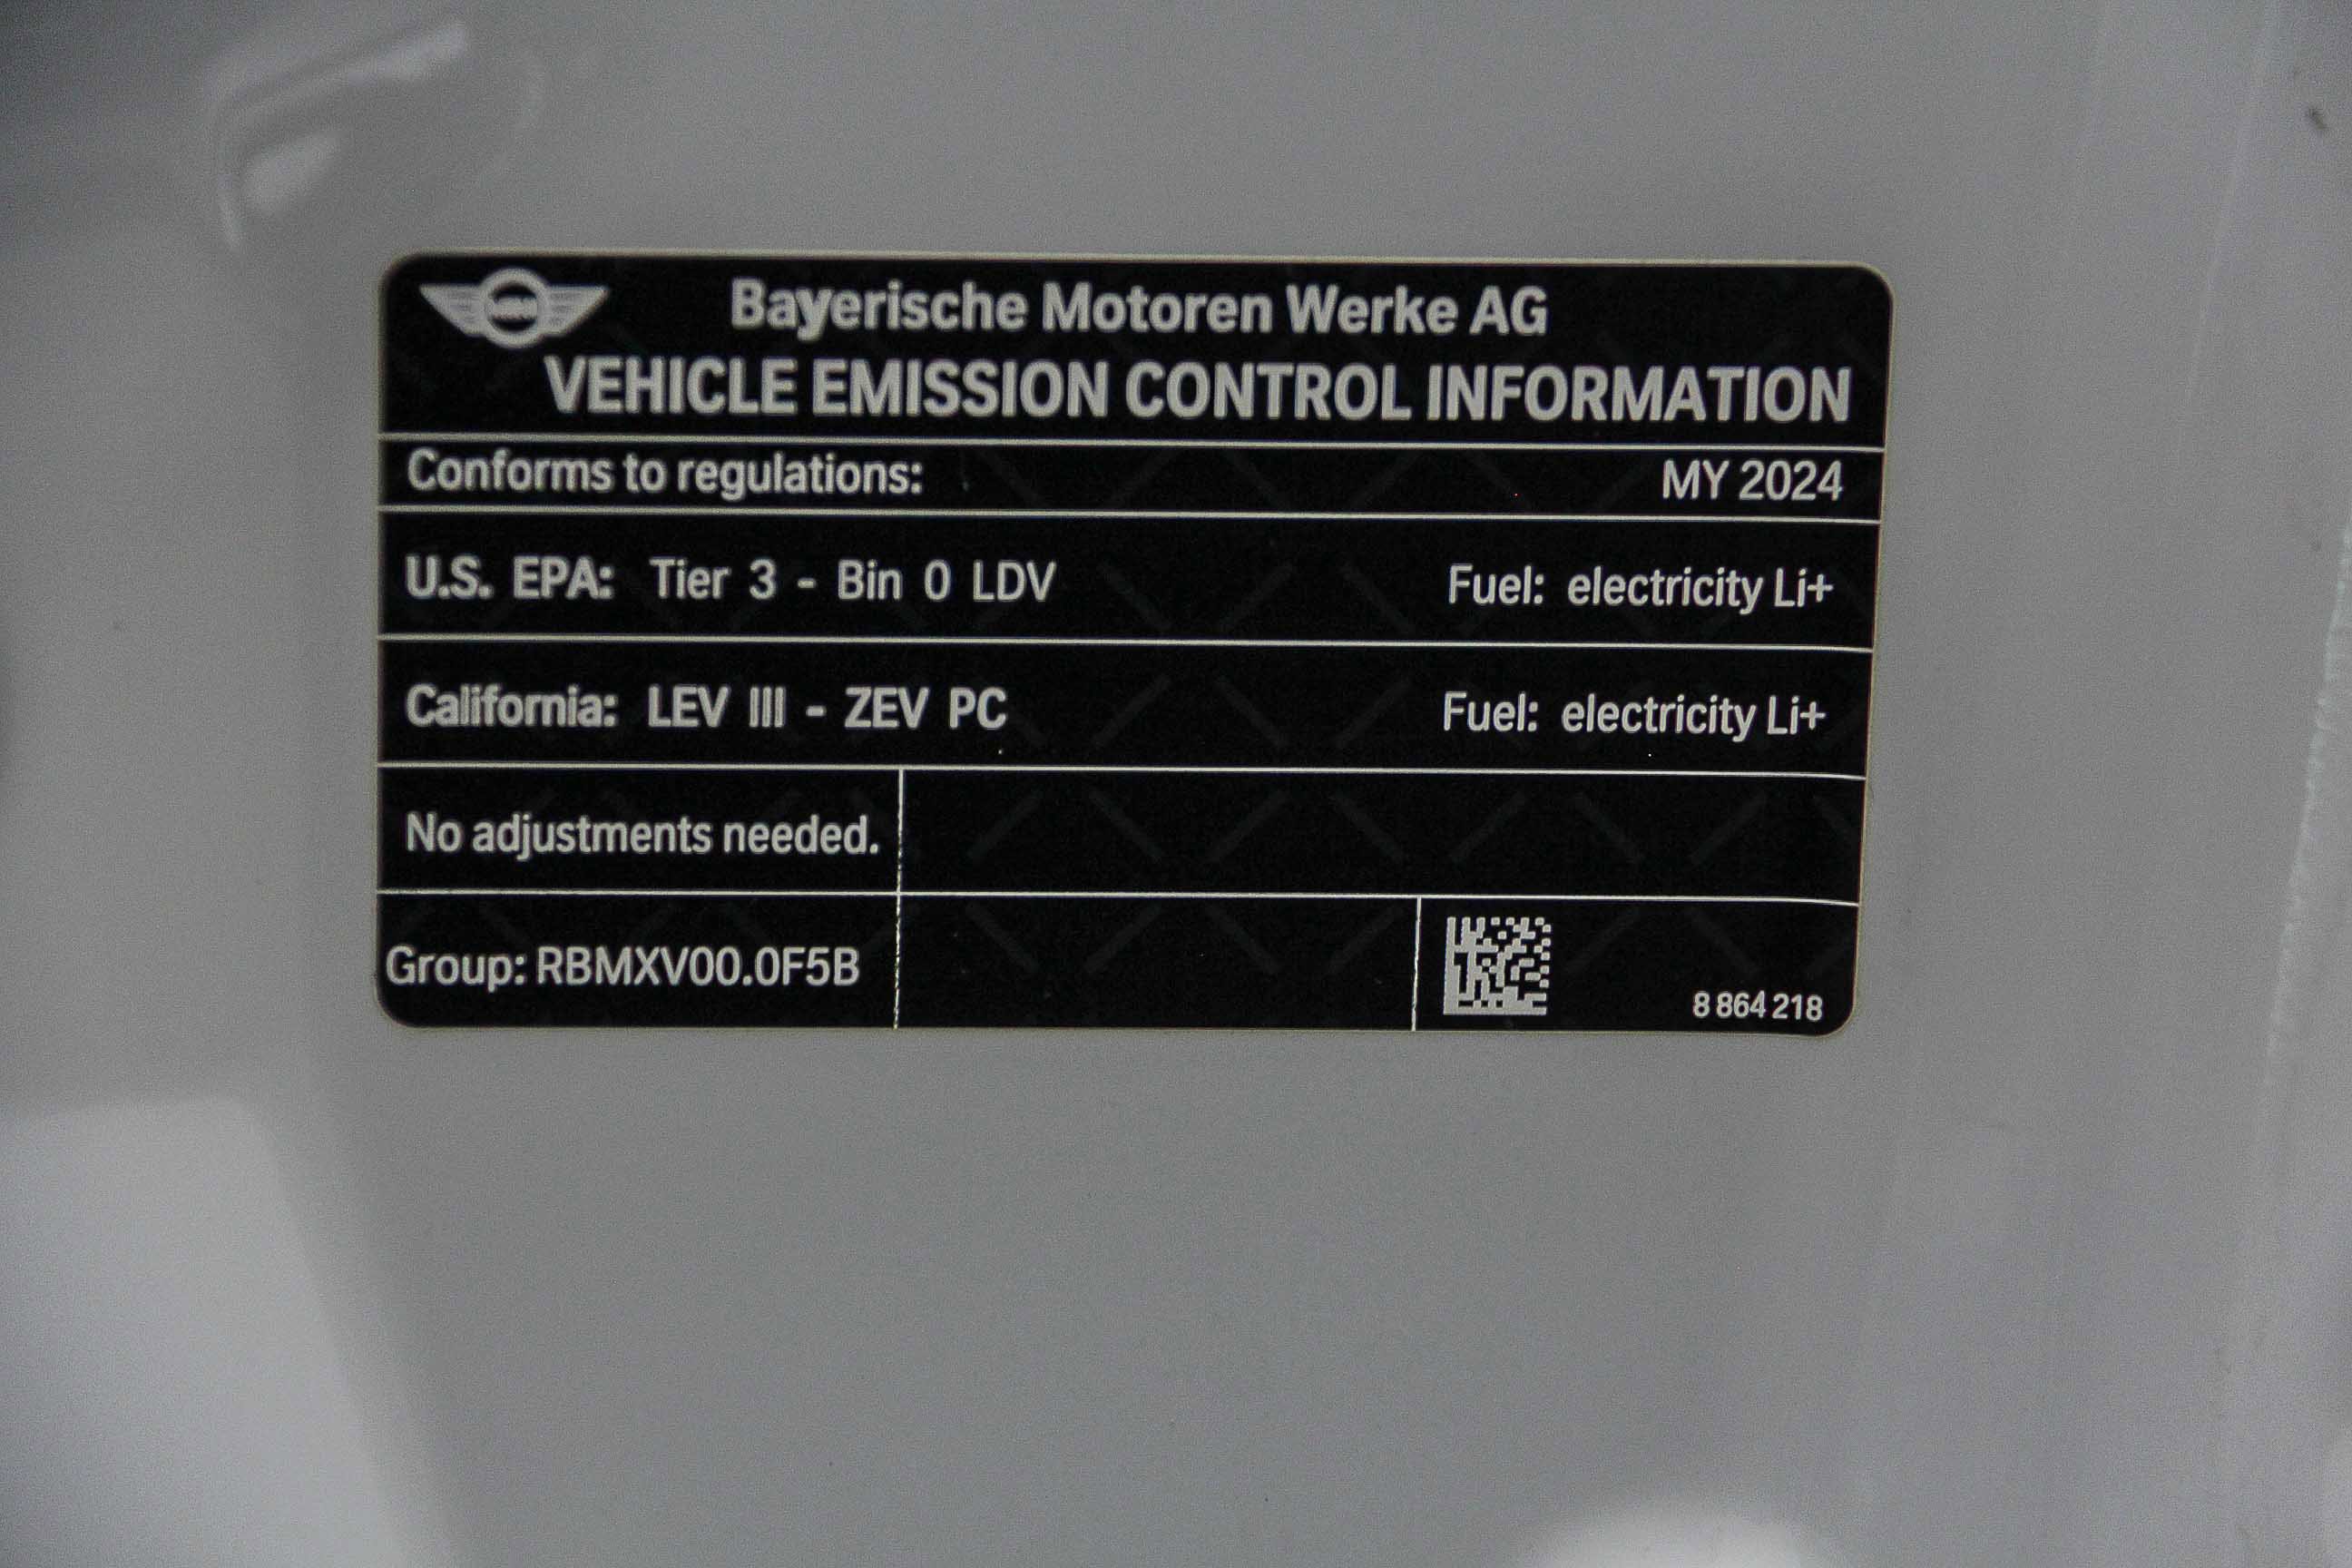 MINI
Bayerische Motoren Werke AG
VEHICLE EMISSION CONTROL INFORMATION
Conforms to regulations: MY 2024
U.S. EPA: Tier 3 - Bin 0 LDV Fuel: electricity Li+
California: LEV III - ZEV PC Fuel: electricity Li+
No adjustments needed.
Group: RBMXV00.0F5B
8 864 218